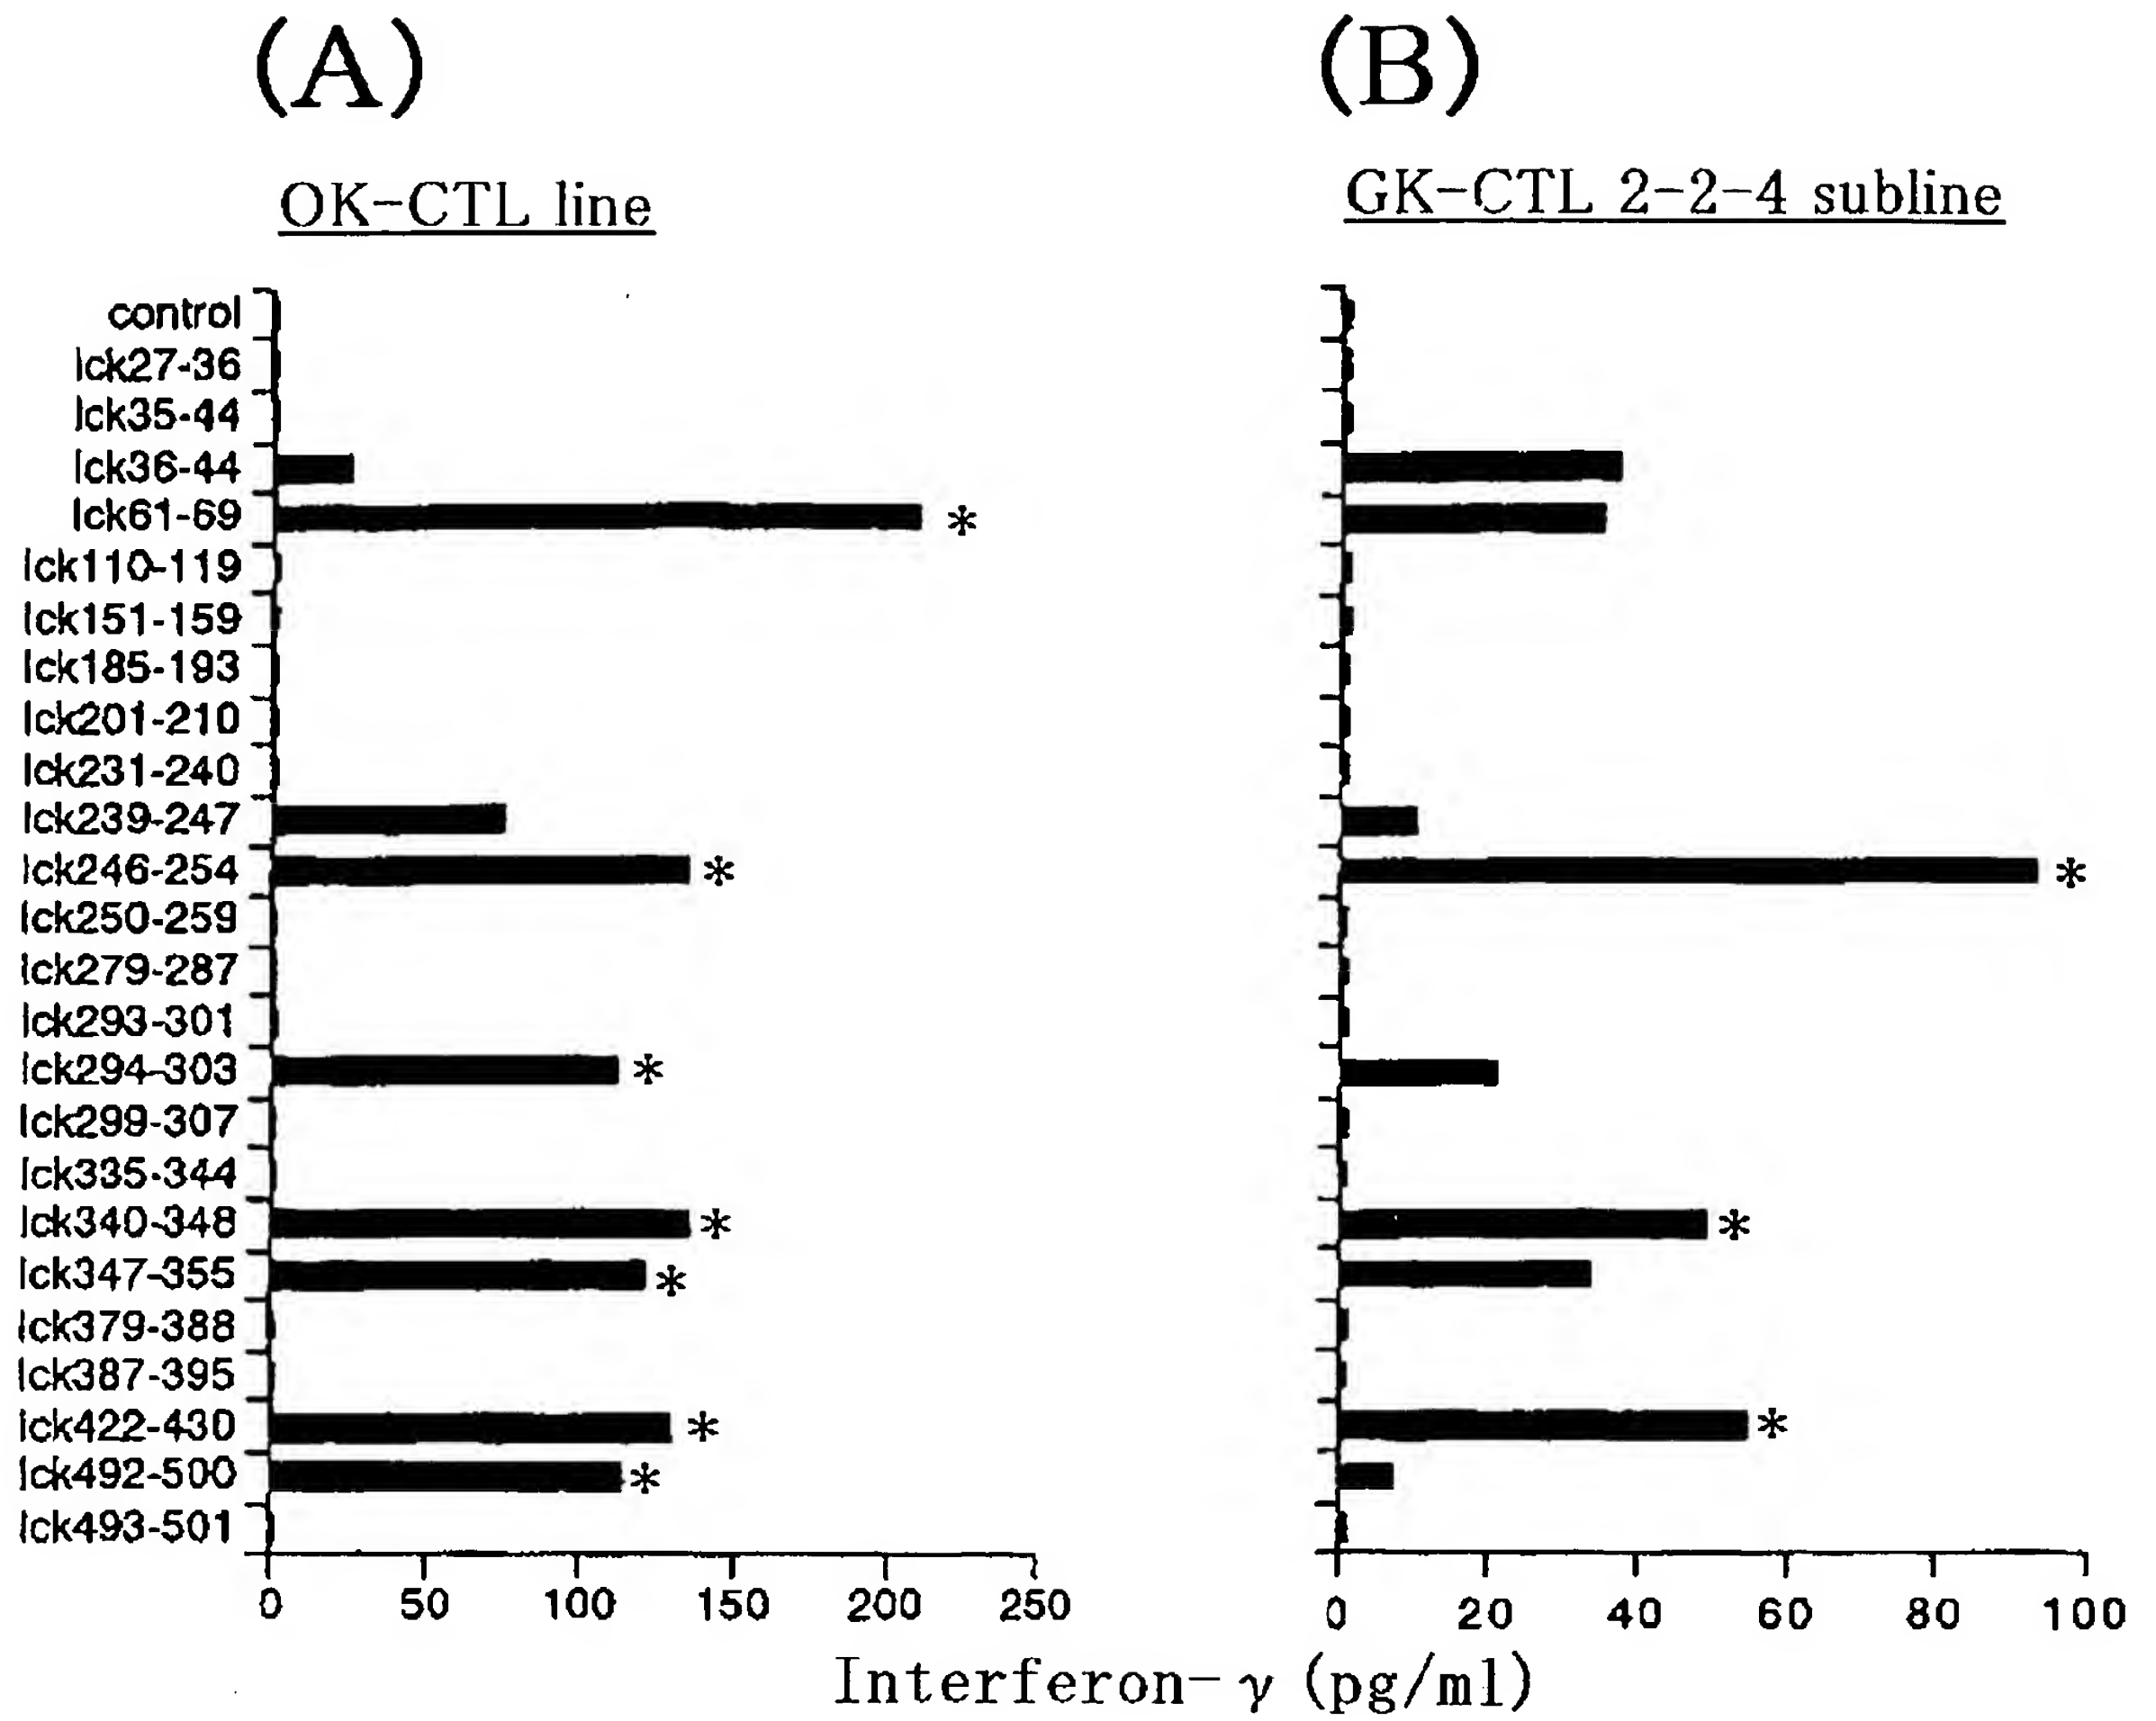 (A) (B)
OK-CTL line GK-CTL 2-2-4 subline
control
lck27-36
lck35-44
lck36-44
lck61-69 *
lck110-119
lck151-159
lck185-193
lck201-210
lck231-240
lck239-247
lck246-254 * *
lck250-259
lck279-287
lck293-301
lck294-303 *
lck299-307
lck335-344
lck340-348 * *
lck347-355 *
lck379-388
lck387-395
lck422-430 * *
lck492-500 *
lck493-501
0 50 100 150 200 250 0 20 40 60 80 100
Interferon-γ (pg/ml)